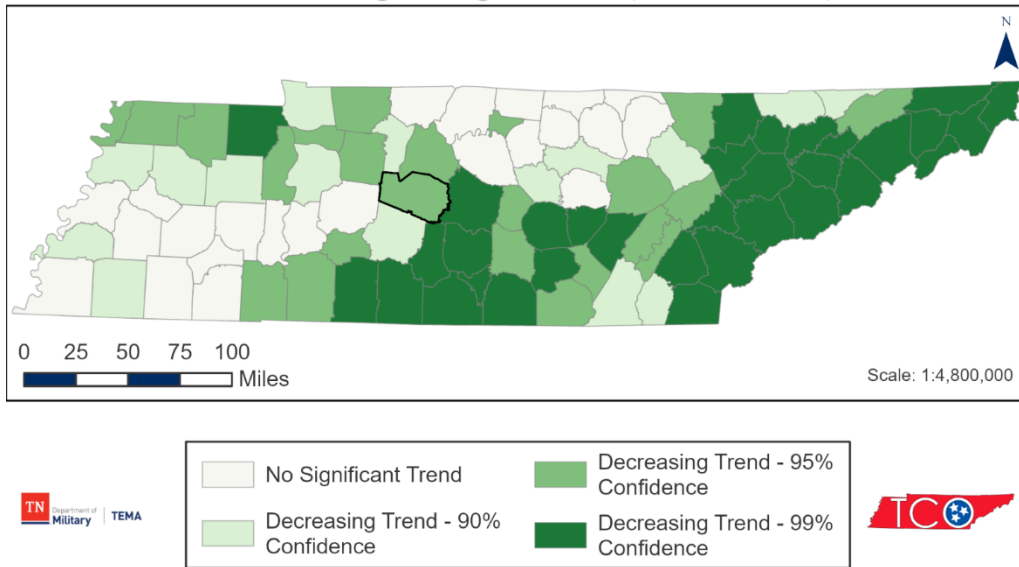 N
0 25 50 75 100
Miles
Scale: 1:4,800,000
No Significant Trend
Decreasing Trend - 90%
Confidence
Decreasing Trend - 95%
Confidence
Decreasing Trend - 99%
Confidence
TN
Department of
Military
TEMA
TCO